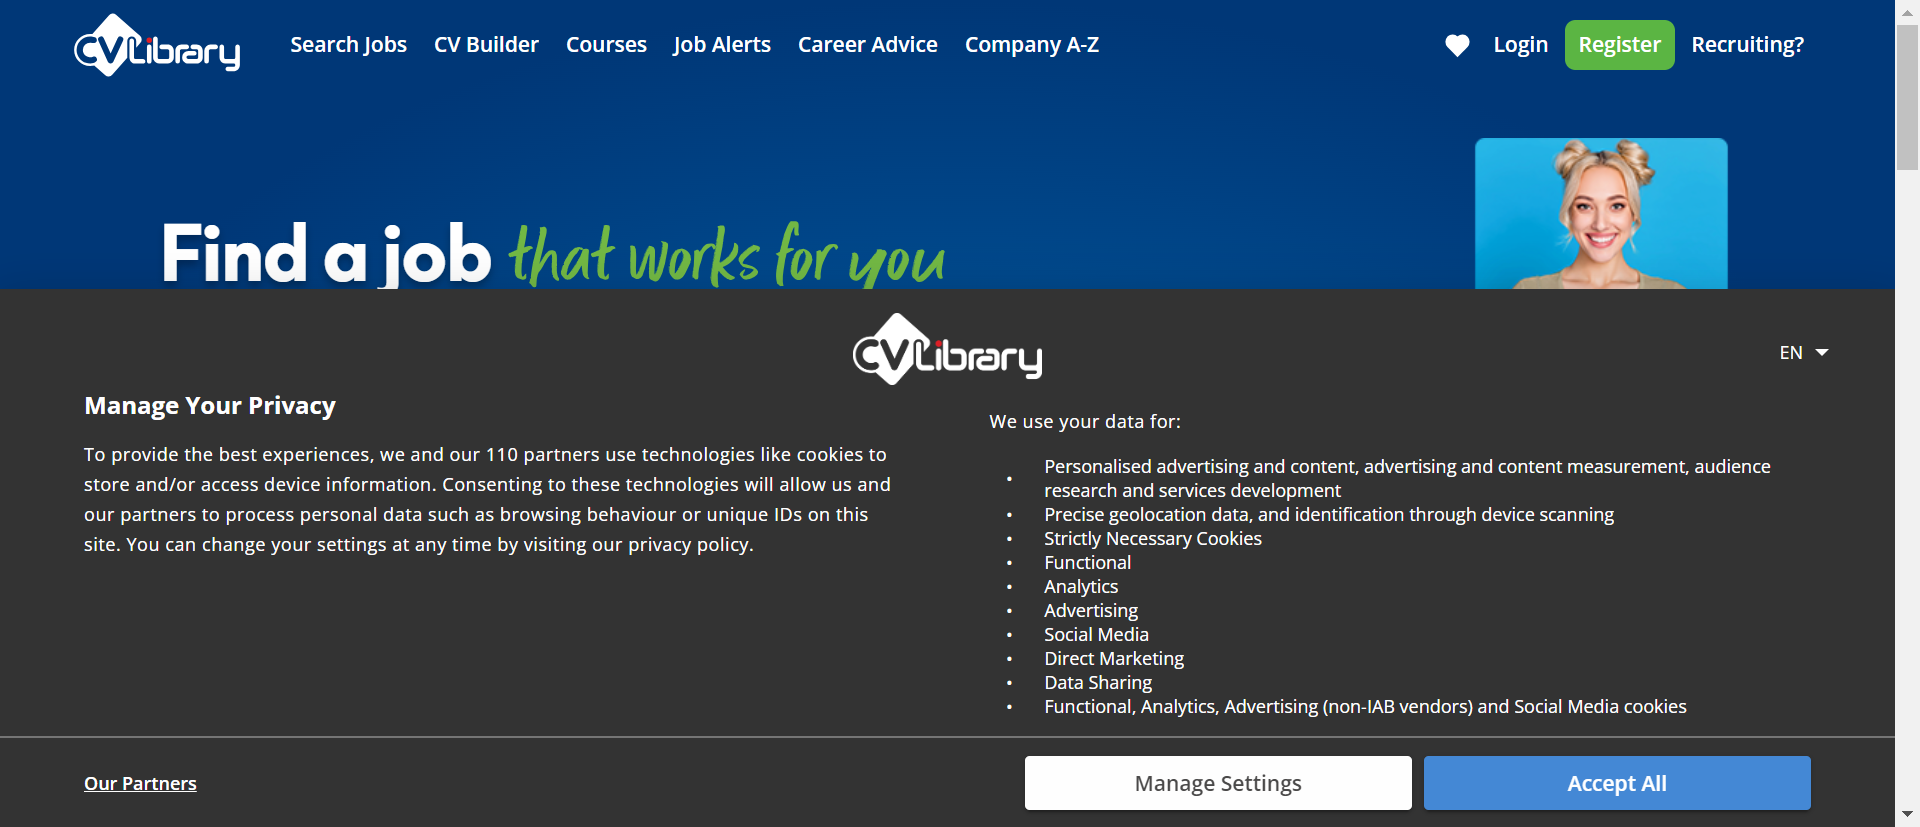 CVLibrary
Search Jobs
CV Builder
Courses
Job Alerts
Career Advice
Company A-Z
Login
Register
Recruiting?
Find a job that works for you
CVLibrary
EN
Manage Your Privacy
To provide the best experiences, we and our 110 partners use technologies like cookies to
store and/or access device information. Consenting to these technologies will allow us and
our partners to process personal data such as browsing behaviour or unique IDs on this
site. You can change your settings at any time by visiting our privacy policy.
We use your data for:
• Personalised advertising and content, advertising and content measurement, audience
research and services development
• Precise geolocation data, and identification through device scanning
• Strictly Necessary Cookies
• Functional
• Analytics
• Advertising
• Social Media
• Direct Marketing
• Data Sharing
• Functional, Analytics, Advertising (non-IAB vendors) and Social Media cookies
Our Partners
Manage Settings
Accept All